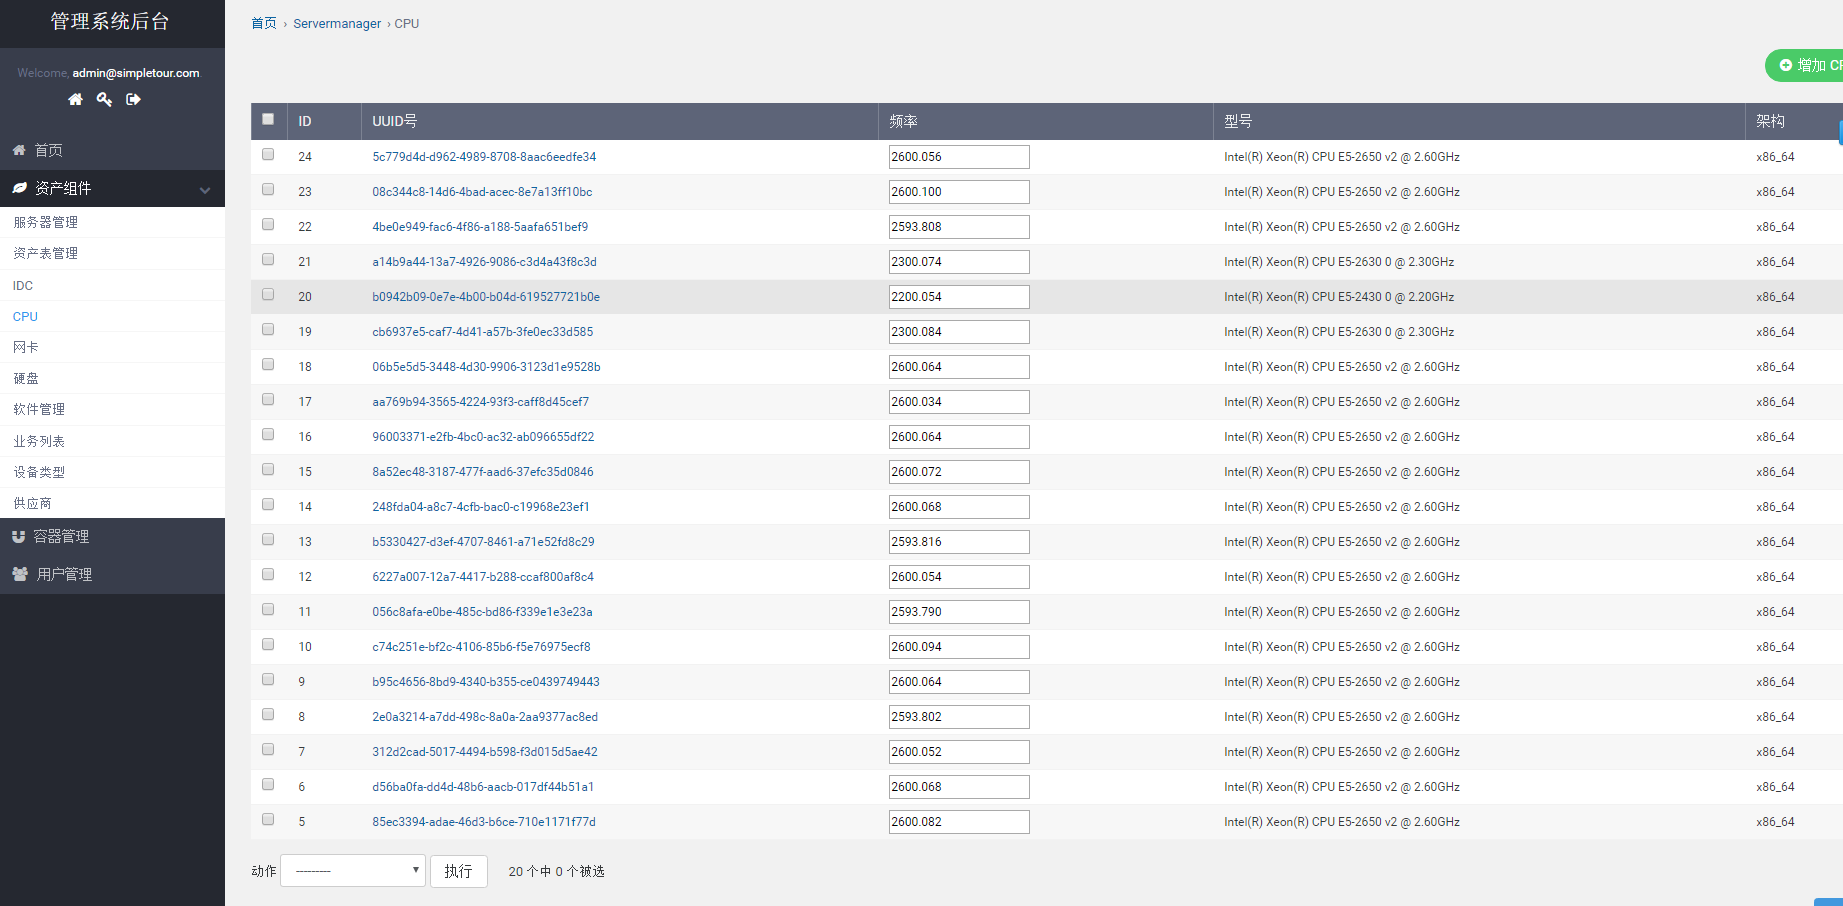 管理系统后台
Welcome, admin@simpletour.com.
首页
资产组件
服务器管理
资产表管理
IDC
CPU
网卡
硬盘
软件管理
业务列表
设备类型
供应商
容器管理
用户管理
首页 › Servermanager › CPU
增加 CP
ID UUID号 频率 型号 架构
24 5c779d4d-d962-4989-8708-8aac6eedfe34 2600.056 Intel(R) Xeon(R) CPU E5-2650 v2 @ 2.60GHz x86_64
23 08c344c8-14d6-4bad-acec-8e7a13ff10bc 2600.100 Intel(R) Xeon(R) CPU E5-2650 v2 @ 2.60GHz x86_64
22 4be0e949-fac6-4f86-a188-5aafa651bef9 2593.808 Intel(R) Xeon(R) CPU E5-2650 v2 @ 2.60GHz x86_64
21 a14b9a44-13a7-4926-9086-c3d4a43f8c3d 2300.074 Intel(R) Xeon(R) CPU E5-2630 0 @ 2.30GHz x86_64
20 b0942b09-0e7e-4b00-b04d-619527721b0e 2200.054 Intel(R) Xeon(R) CPU E5-2430 0 @ 2.20GHz x86_64
19 cb6937e5-caf7-4d41-a57b-3fe0ec33d585 2300.084 Intel(R) Xeon(R) CPU E5-2630 0 @ 2.30GHz x86_64
18 06b5e5d5-3448-4d30-9906-3123d1e9528b 2600.064 Intel(R) Xeon(R) CPU E5-2650 v2 @ 2.60GHz x86_64
17 aa769b94-3565-4224-93f3-caff8d45cef7 2600.034 Intel(R) Xeon(R) CPU E5-2650 v2 @ 2.60GHz x86_64
16 96003371-e2fb-4bc0-ac32-ab096655df22 2600.064 Intel(R) Xeon(R) CPU E5-2650 v2 @ 2.60GHz x86_64
15 8a52ec48-3187-477f-aad6-37efc35d0846 2600.072 Intel(R) Xeon(R) CPU E5-2650 v2 @ 2.60GHz x86_64
14 248fda04-a8c7-4cfb-bac0-c19968e23ef1 2600.068 Intel(R) Xeon(R) CPU E5-2650 v2 @ 2.60GHz x86_64
13 b5330427-d3ef-4707-8461-a71e52fd8c29 2593.816 Intel(R) Xeon(R) CPU E5-2650 v2 @ 2.60GHz x86_64
12 6227a007-12a7-4417-b288-ccaf800af8c4 2600.054 Intel(R) Xeon(R) CPU E5-2650 v2 @ 2.60GHz x86_64
11 056c8afa-e0be-485c-bd86-f339e1e3e23a 2593.790 Intel(R) Xeon(R) CPU E5-2650 v2 @ 2.60GHz x86_64
10 c74c251e-bf2c-4106-85b6-f5e76975ecf8 2600.094 Intel(R) Xeon(R) CPU E5-2650 v2 @ 2.60GHz x86_64
9 b95c4656-8bd9-4340-b355-ce0439749443 2600.064 Intel(R) Xeon(R) CPU E5-2650 v2 @ 2.60GHz x86_64
8 2e0a3214-a7dd-498c-8a0a-2aa9377ac8ed 2593.802 Intel(R) Xeon(R) CPU E5-2650 v2 @ 2.60GHz x86_64
7 312d2cad-5017-4494-b598-f3d015d5ae42 2600.052 Intel(R) Xeon(R) CPU E5-2650 v2 @ 2.60GHz x86_64
6 d56ba0fa-dd4d-48b6-aacb-017df44b51a1 2600.068 Intel(R) Xeon(R) CPU E5-2650 v2 @ 2.60GHz x86_64
5 85ec3394-adae-46d3-b6ce-710e1171f77d 2600.082 Intel(R) Xeon(R) CPU E5-2650 v2 @ 2.60GHz x86_64
动作 --------- 执行 20 个中 0 个被选